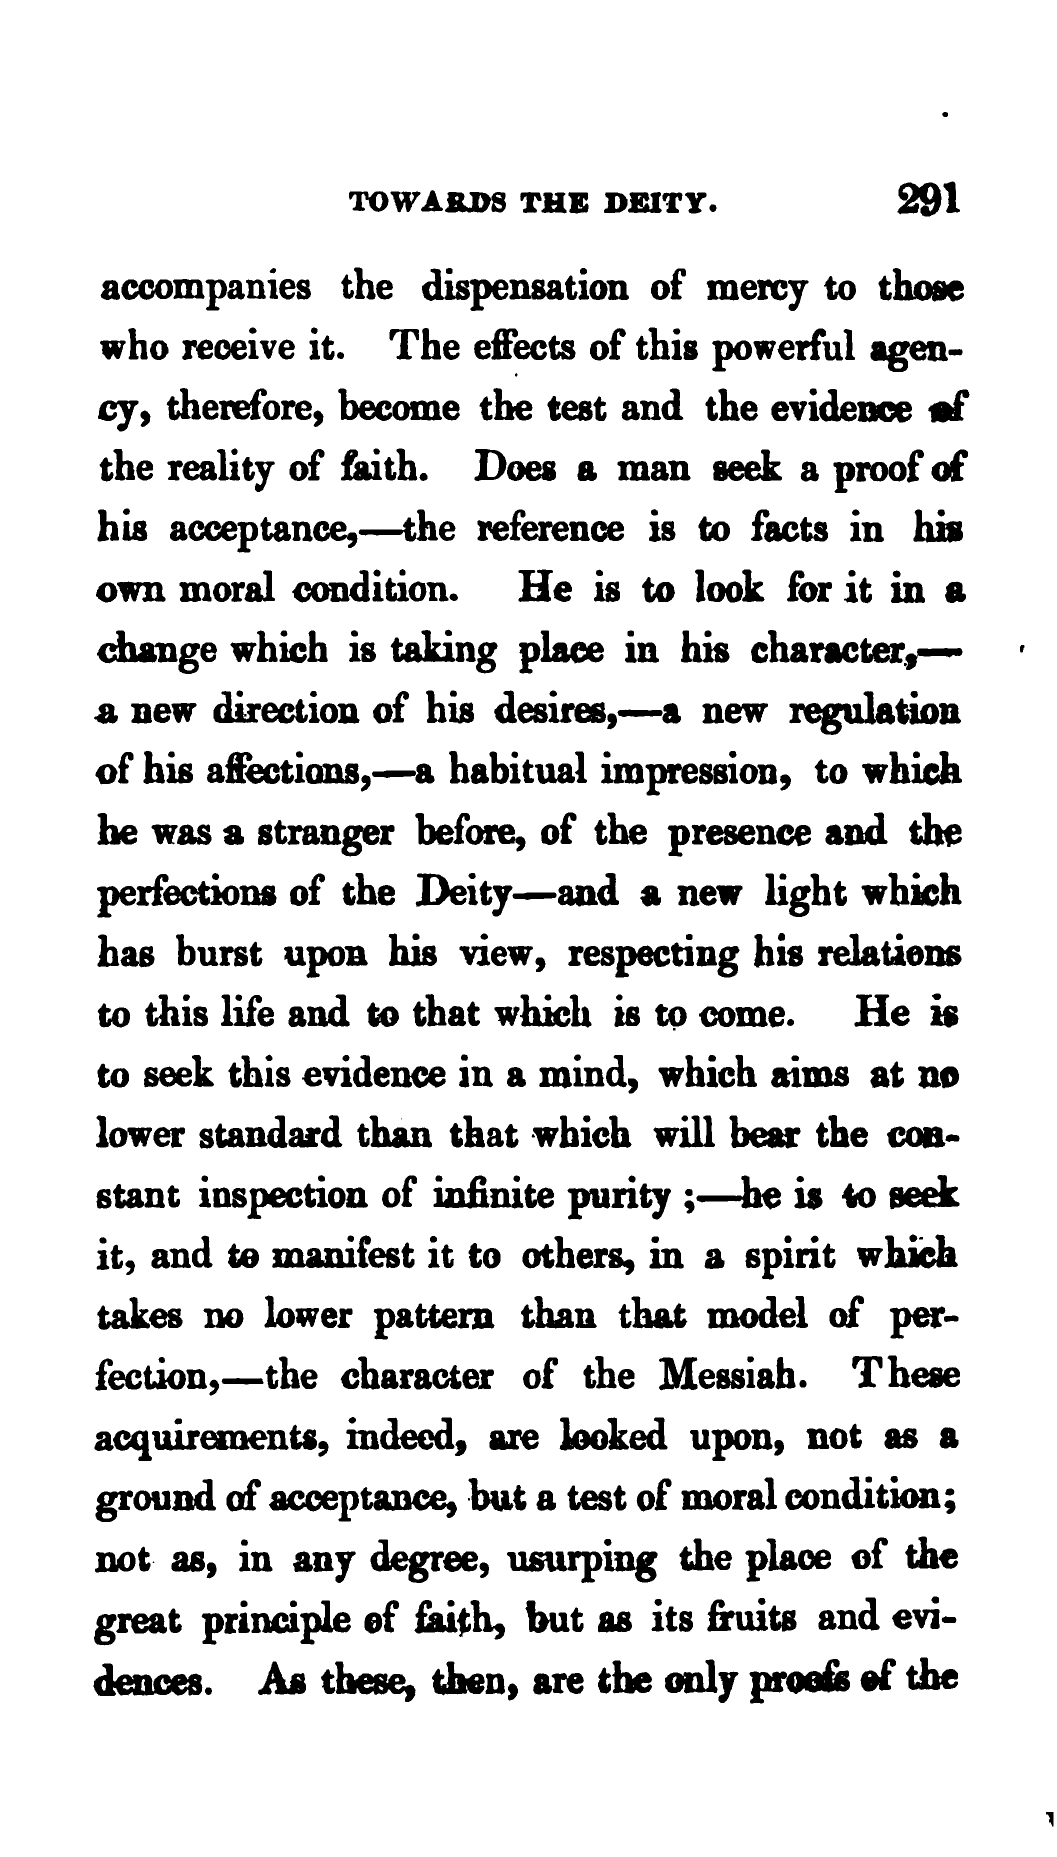 TOWARDS THE DEITY. 291
accompanies the dispensation of mercy to those
who receive it. The effects of this powerful agen-
cy, therefore, become the test and the evidence of
the reality of faith. Does a man seek a proof of
his acceptance,—the reference is to facts in his
own moral condition. He is to look for it in a
change which is taking place in his character,—
a new direction of his desires,—a new regulation
of his affections,—a habitual impression, to which
he was a stranger before, of the presence and the
perfections of the Deity—and a new light which
has burst upon his view, respecting his relations
to this life and to that which is to come. He is
to seek this evidence in a mind, which aims at no
lower standard than that which will bear the con-
stant inspection of infinite purity ;—he is to seek
it, and to manifest it to others, in a spirit which
takes no lower pattern than that model of per-
fection,—the character of the Messiah. These
acquirements, indeed, are looked upon, not as a
ground of acceptance, but a test of moral condition;
not as, in any degree, usurping the place of the
great principle of faith, but as its fruits and evi-
dences. As these, then, are the only proofs of the